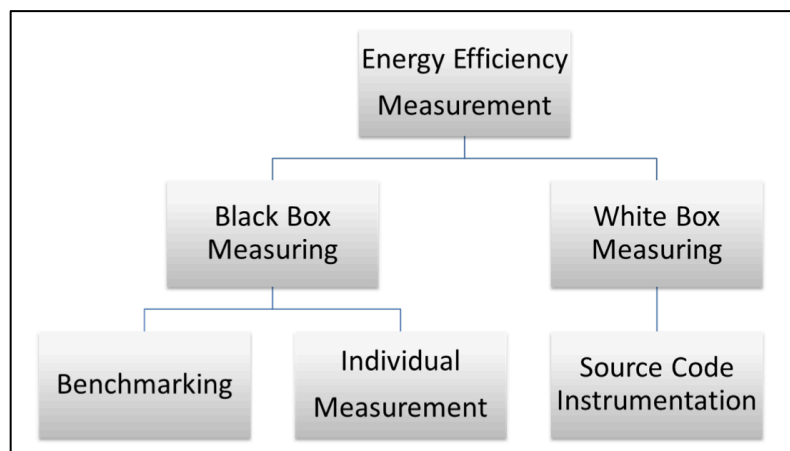 Energy Efficiency
Measurement
Black Box
Measuring
White Box
Measuring
Benchmarking
Individual
Measurement
Source Code
Instrumentation